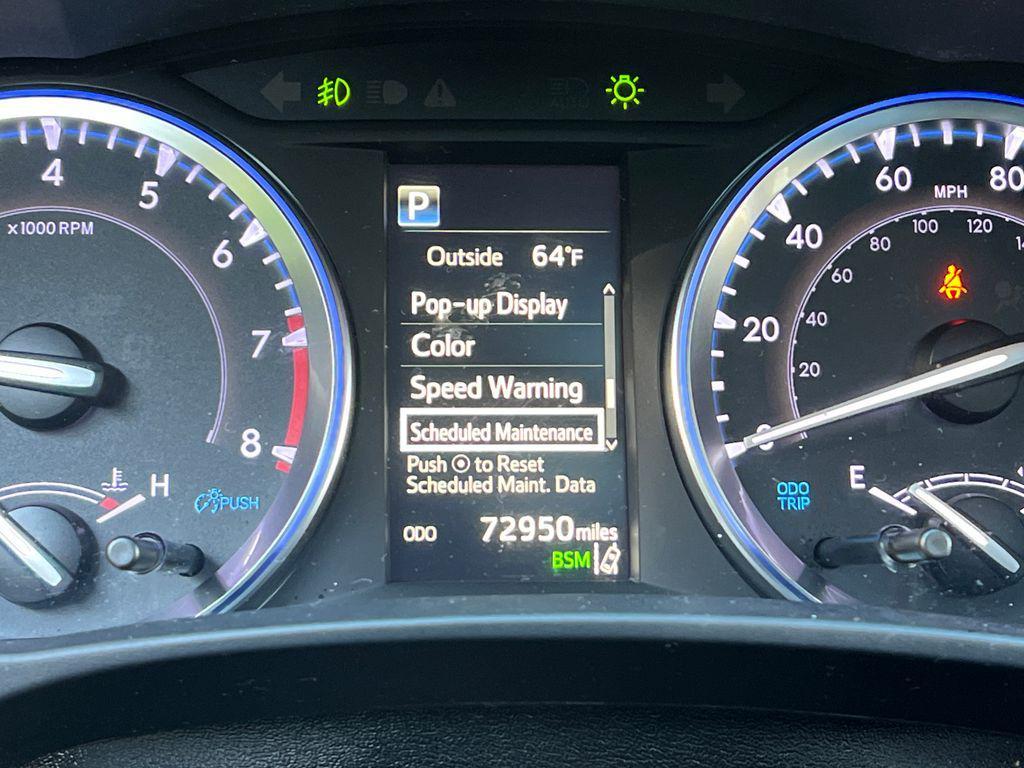 AUTO
4
5
6
7
8
x1000 RPM
H
PUSH
P
Outside 64°F
Pop-up Display
Color
Speed Warning
Scheduled Maintenance
Push to Reset
Scheduled Maint. Data
ODO 72950 miles
BSM
0
20
40
60
80
MPH
20
40
60
80
100
120
ODO
TRIP
E